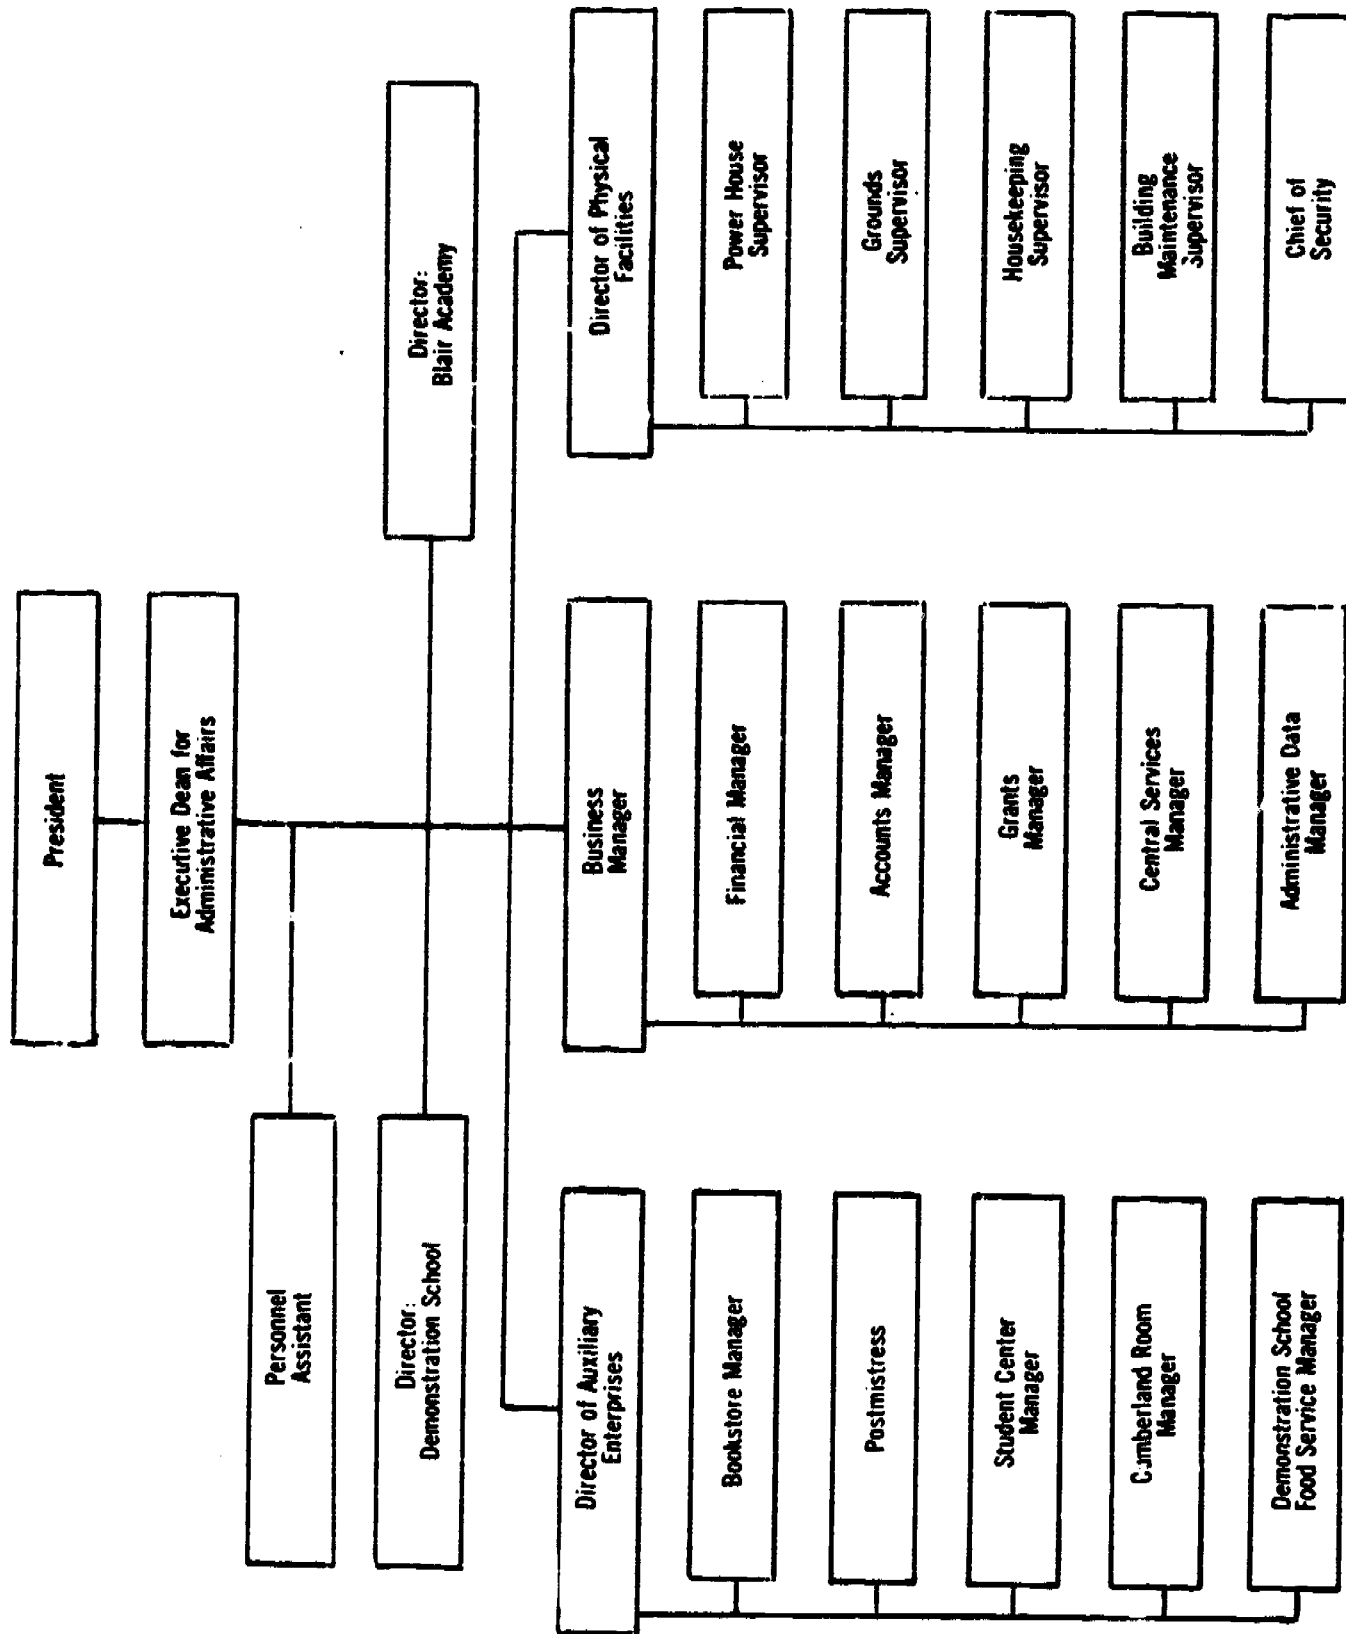 President
Executive Dean for
Administrative Affairs
Personnel
Assistant
Director:
Demonstration School
Director:
Blair Academy
Director of Auxiliary
Enterprises
Bookstore Manager
Postmistress
Student Center
Manager
Cumberland Room
Manager
Demonstration School
Food Service Manager
Business
Manager
Financial Manager
Accounts Manager
Grants
Manager
Central Services
Manager
Administrative Data
Manager
Director of Physical
Facilities
Power House
Supervisor
Grounds
Supervisor
Housekeeping
Supervisor
Building
Maintenance
Supervisor
Chief of
Security